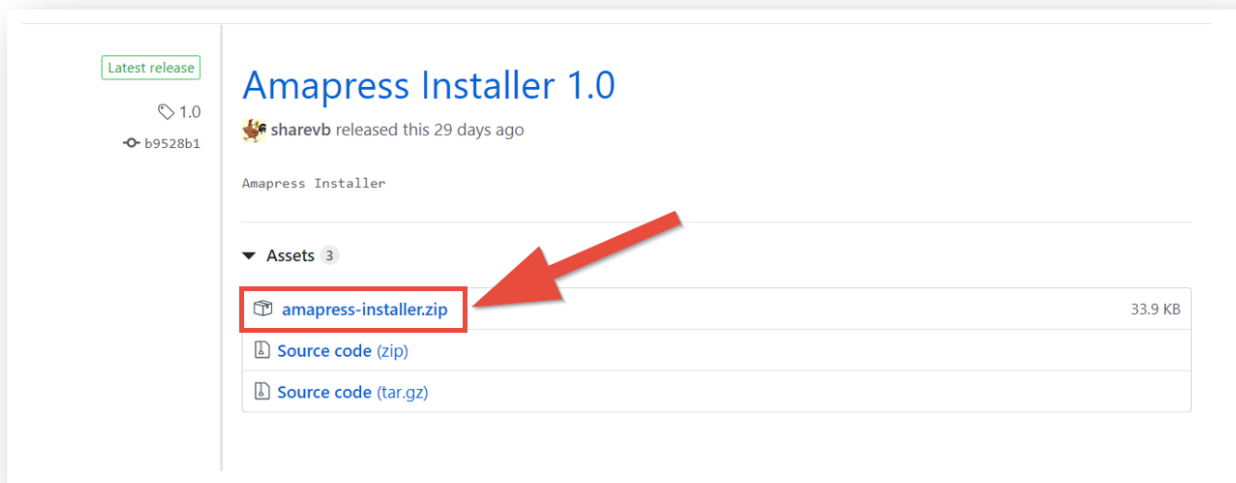 Latest release
1.0
b9528b1
Amapress Installer 1.0
sharevb released this 29 days ago
Amapress Installer
Assets 3
amapress-installer.zip 33.9 KB
Source code (zip)
Source code (tar.gz)